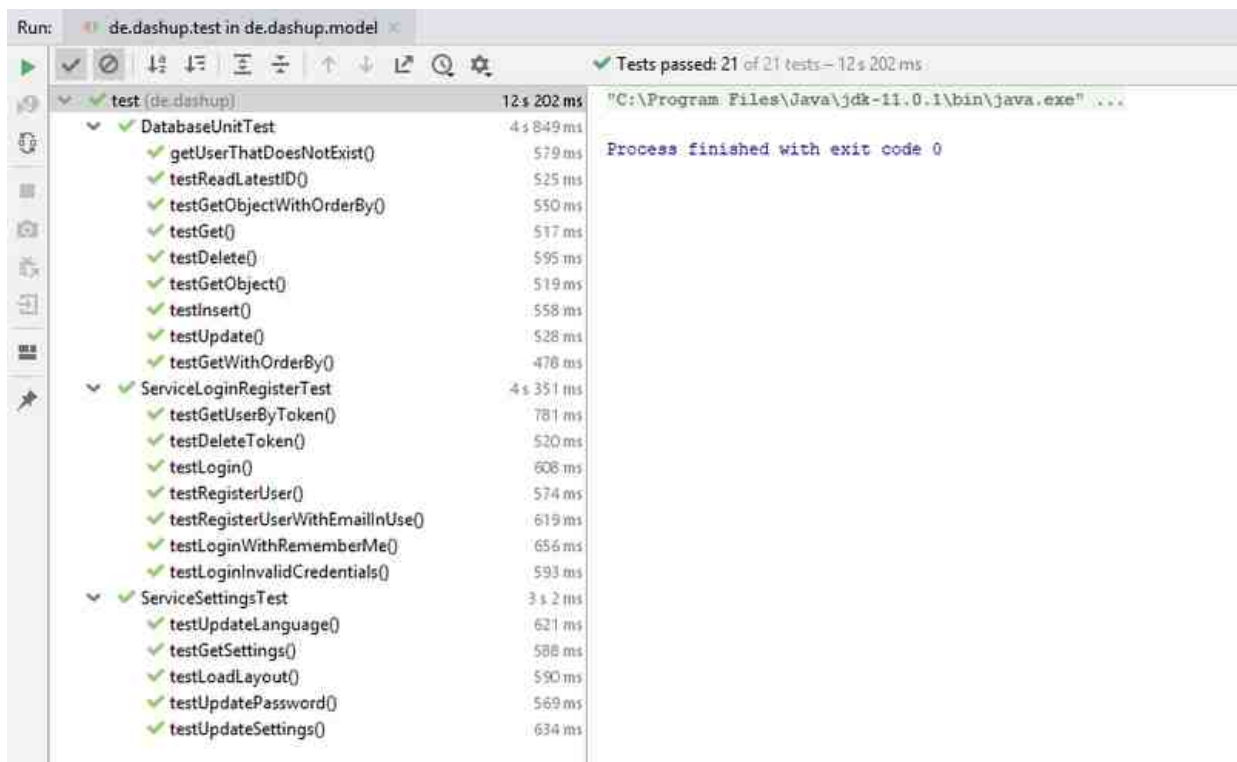 Run: de.dashup.test in de.dashup.model
Tests passed: 21 of 21 tests – 12 s 202 ms
test (de.dashup) 12 s 202 ms
"C:\Program Files\Java\jdk-11.0.1\bin\java.exe" ...
DatabaseUnitTest 4 s 849 ms
getUserThatDoesNotExist() 579 ms
Process finished with exit code 0
testReadLatestID() 525 ms
testGetObjectWithOrderBy() 550 ms
testGet() 517 ms
testDelete() 595 ms
testGetObject() 519 ms
testInsert() 558 ms
testUpdate() 528 ms
testGetWithOrderBy() 478 ms
ServiceLoginRegisterTest 4 s 351 ms
testGetUserByToken() 781 ms
testDeleteToken() 520 ms
testLogin() 608 ms
testRegisterUser() 574 ms
testRegisterUserWithEmailInUse() 619 ms
testLoginWithRememberMe() 656 ms
testLoginInvalidCredentials() 593 ms
ServiceSettingsTest 3 s 2 ms
testUpdateLanguage() 621 ms
testGetSettings() 588 ms
testLoadLayout() 590 ms
testUpdatePassword() 569 ms
testUpdateSettings() 634 ms